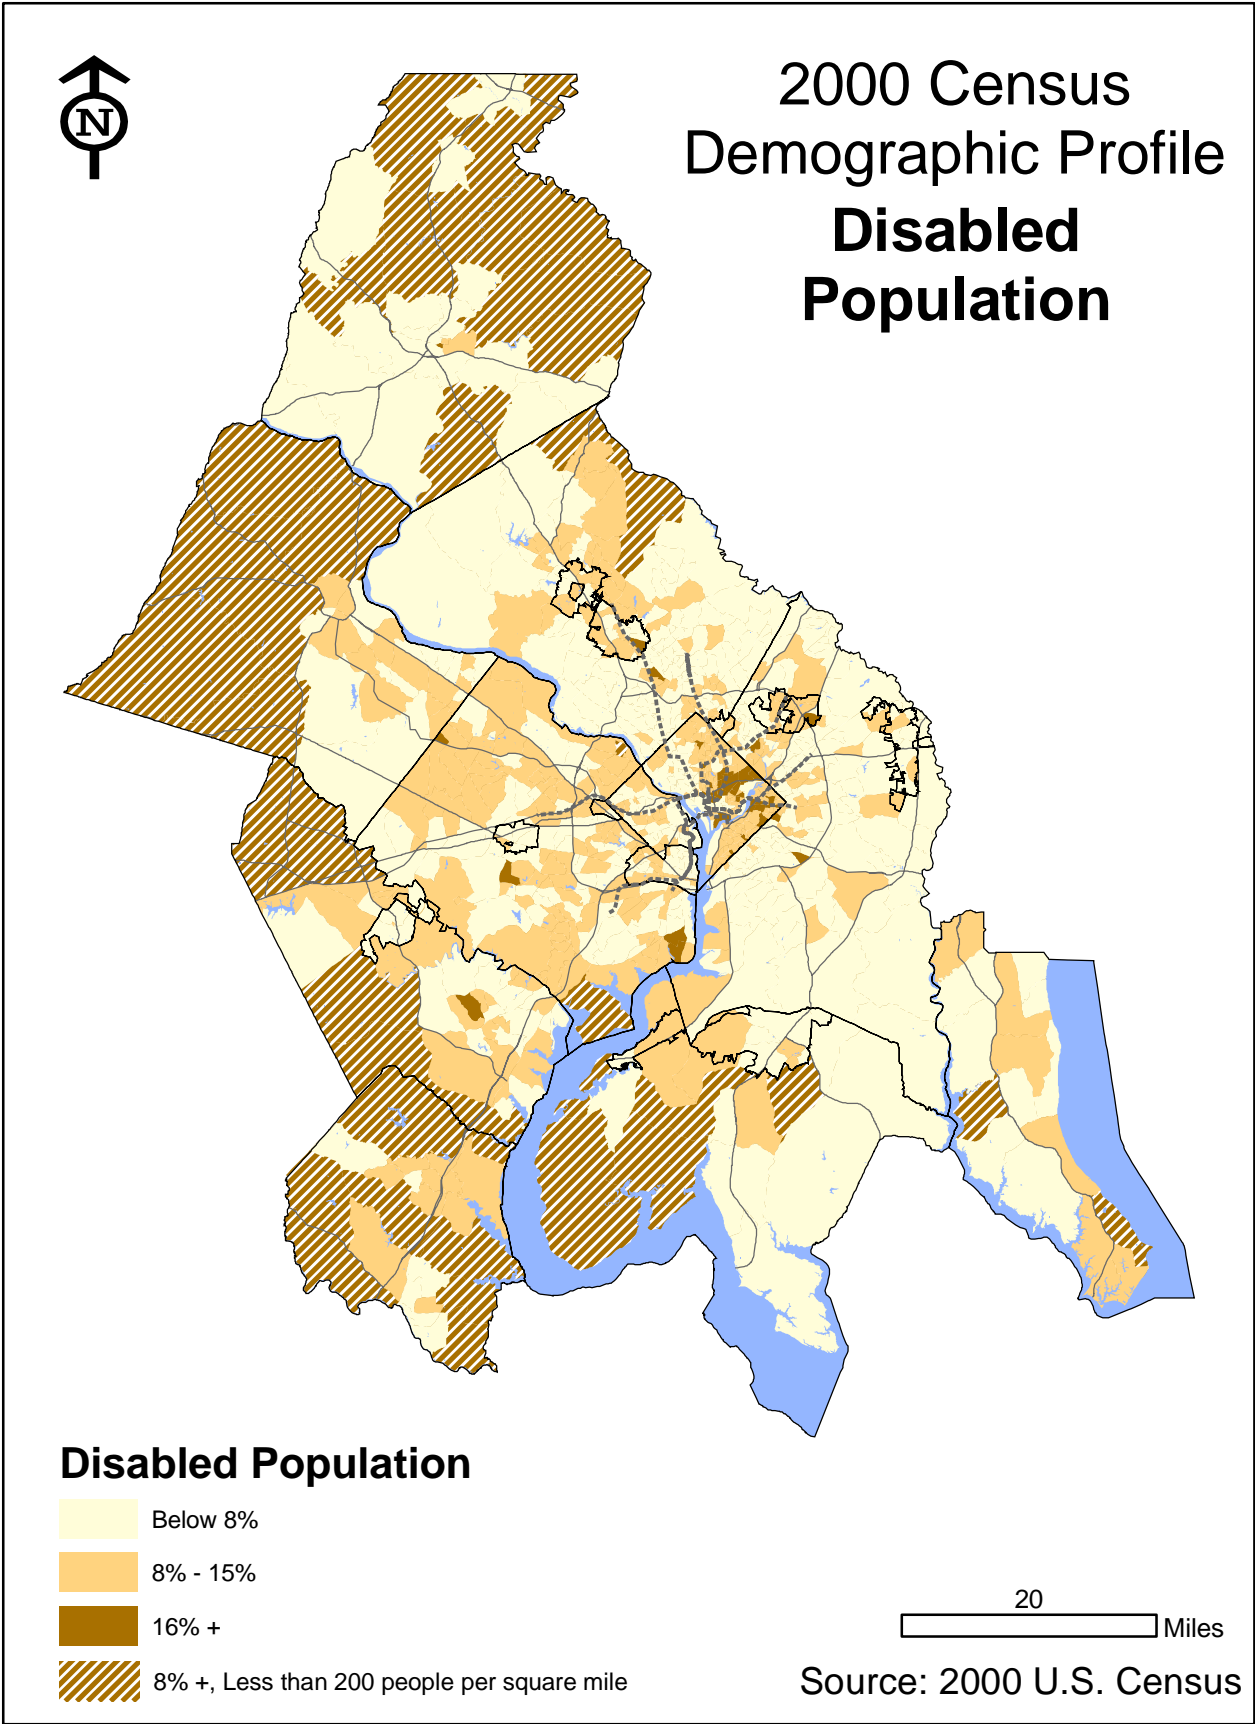 N
2000 Census
Demographic Profile
Disabled
Population
Disabled Population
Below 8%
8% - 15%
16% +
8% +, Less than 200 people per square mile
20
Miles
Source: 2000 U.S. Census